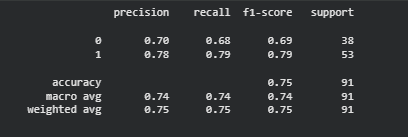 precision recall f1-score support
0 0.70 0.68 0.69 38
1 0.78 0.79 0.79 53
accuracy 0.75 91
macro avg 0.74 0.74 0.74 91
weighted avg 0.75 0.75 0.75 91